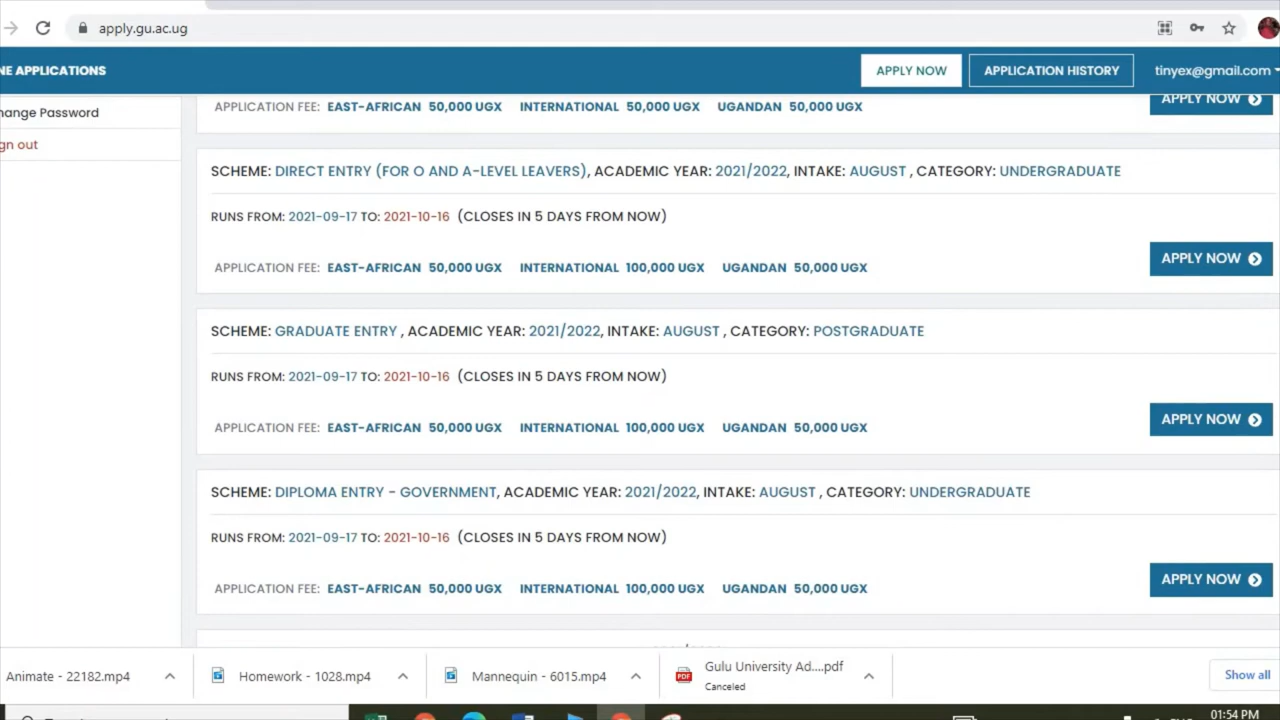 apply.gu.ac.ug
NE APPLICATIONS
APPLY NOW
APPLICATION HISTORY
tinyex@gmail.com
hange Password
gn out
APPLICATION FEE: EAST-AFRICAN 50,000 UGX INTERNATIONAL 50,000 UGX UGANDAN 50,000 UGX
APPLY NOW
SCHEME: DIRECT ENTRY (FOR O AND A-LEVEL LEAVERS), ACADEMIC YEAR: 2021/2022, INTAKE: AUGUST , CATEGORY: UNDERGRADUATE
RUNS FROM: 2021-09-17 TO: 2021-10-16 (CLOSES IN 5 DAYS FROM NOW)
APPLICATION FEE: EAST-AFRICAN 50,000 UGX INTERNATIONAL 100,000 UGX UGANDAN 50,000 UGX
APPLY NOW
SCHEME: GRADUATE ENTRY , ACADEMIC YEAR: 2021/2022, INTAKE: AUGUST , CATEGORY: POSTGRADUATE
RUNS FROM: 2021-09-17 TO: 2021-10-16 (CLOSES IN 5 DAYS FROM NOW)
APPLICATION FEE: EAST-AFRICAN 50,000 UGX INTERNATIONAL 100,000 UGX UGANDAN 50,000 UGX
APPLY NOW
SCHEME: DIPLOMA ENTRY - GOVERNMENT, ACADEMIC YEAR: 2021/2022, INTAKE: AUGUST , CATEGORY: UNDERGRADUATE
RUNS FROM: 2021-09-17 TO: 2021-10-16 (CLOSES IN 5 DAYS FROM NOW)
APPLICATION FEE: EAST-AFRICAN 50,000 UGX INTERNATIONAL 100,000 UGX UGANDAN 50,000 UGX
APPLY NOW
Animate - 22182.mp4
Homework - 1028.mp4
Mannequin - 6015.mp4
Gulu University Ad....pdf
Canceled
Show all
01:54 PM